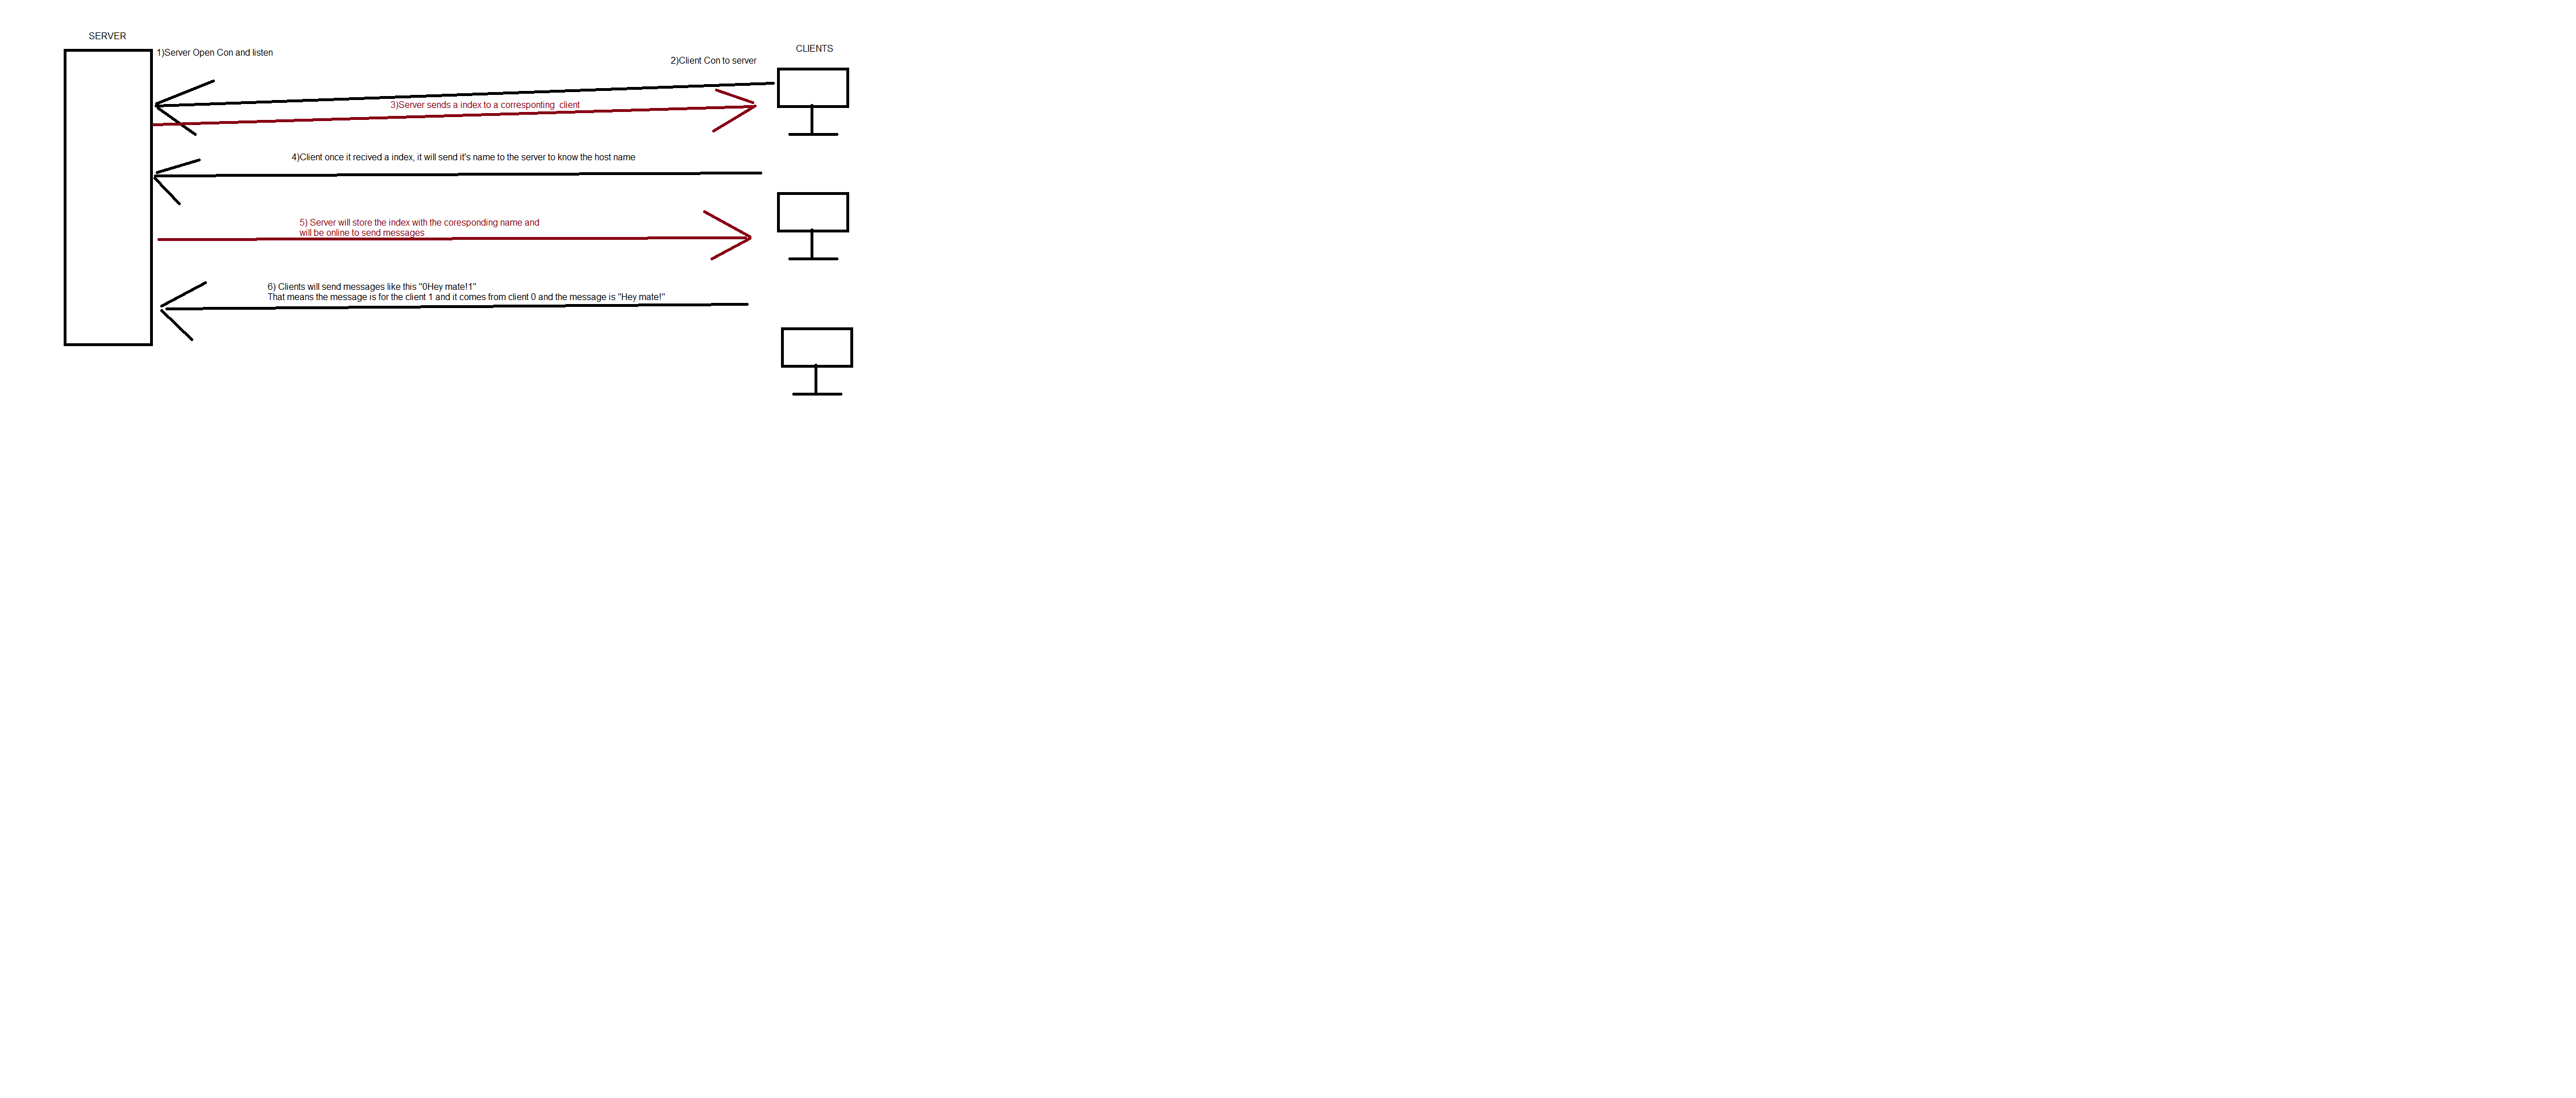 SERVER
1)Server Open Con and listen
CLIENTS
2)Client Con to server
3)Server sends a index to a corresponting  client
4)Client once it recived a index, it will send it's name to the server to know the host name
5) Server will store the index with the coresponding name and
will be online to send messages
6) Clients will send messages like this "0Hey mate!1"
That means the message is for the client 1 and it comes from client 0 and the message is "Hey mate!"